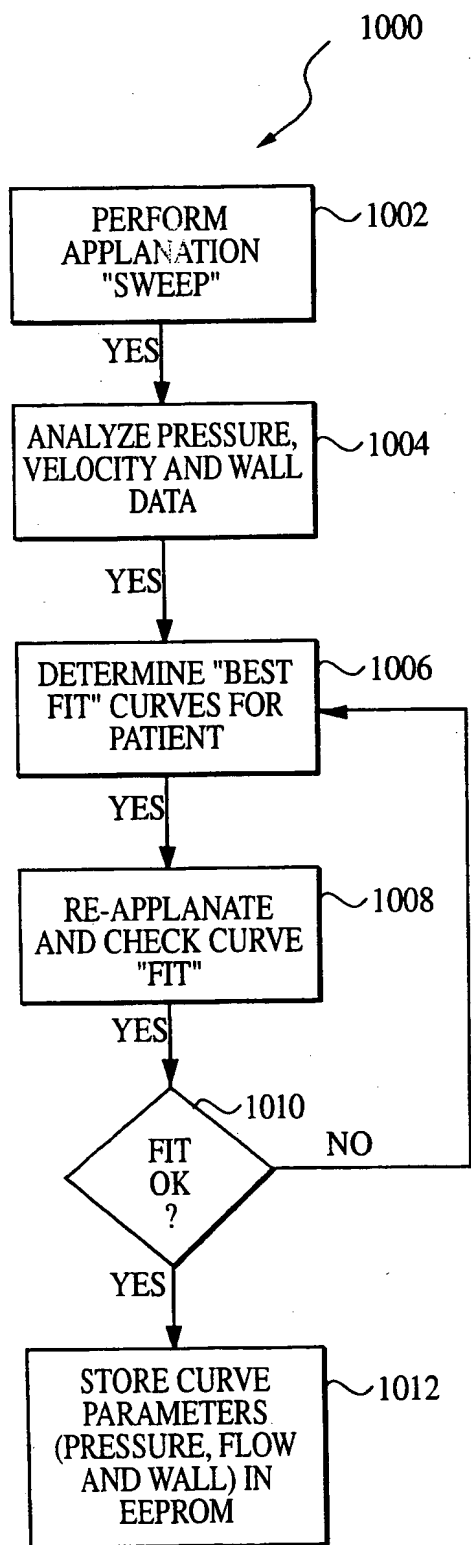 1000
PERFORM
APPLANATION
"SWEEP"
1002
YES
ANALYZE PRESSURE,
VELOCITY AND WALL
DATA
1004
YES
DETERMINE "BEST
FIT" CURVES FOR
PATIENT
1006
YES
RE-APPLANATE
AND CHECK CURVE
"FIT"
1008
YES
1010
FIT
OK
?
NO
YES
STORE CURVE
PARAMETERS
(PRESSURE, FLOW
AND WALL) IN
EEPROM
1012